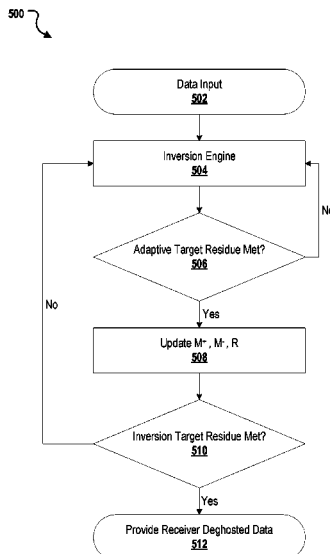 500
Data Input
502
Inversion Engine
504
No
Adaptive Target Residue Met?
506
No
Yes
Update M⁺, M⁻, R
508
Inversion Target Residue Met?
510
Yes
Provide Receiver Deghosted Data
512